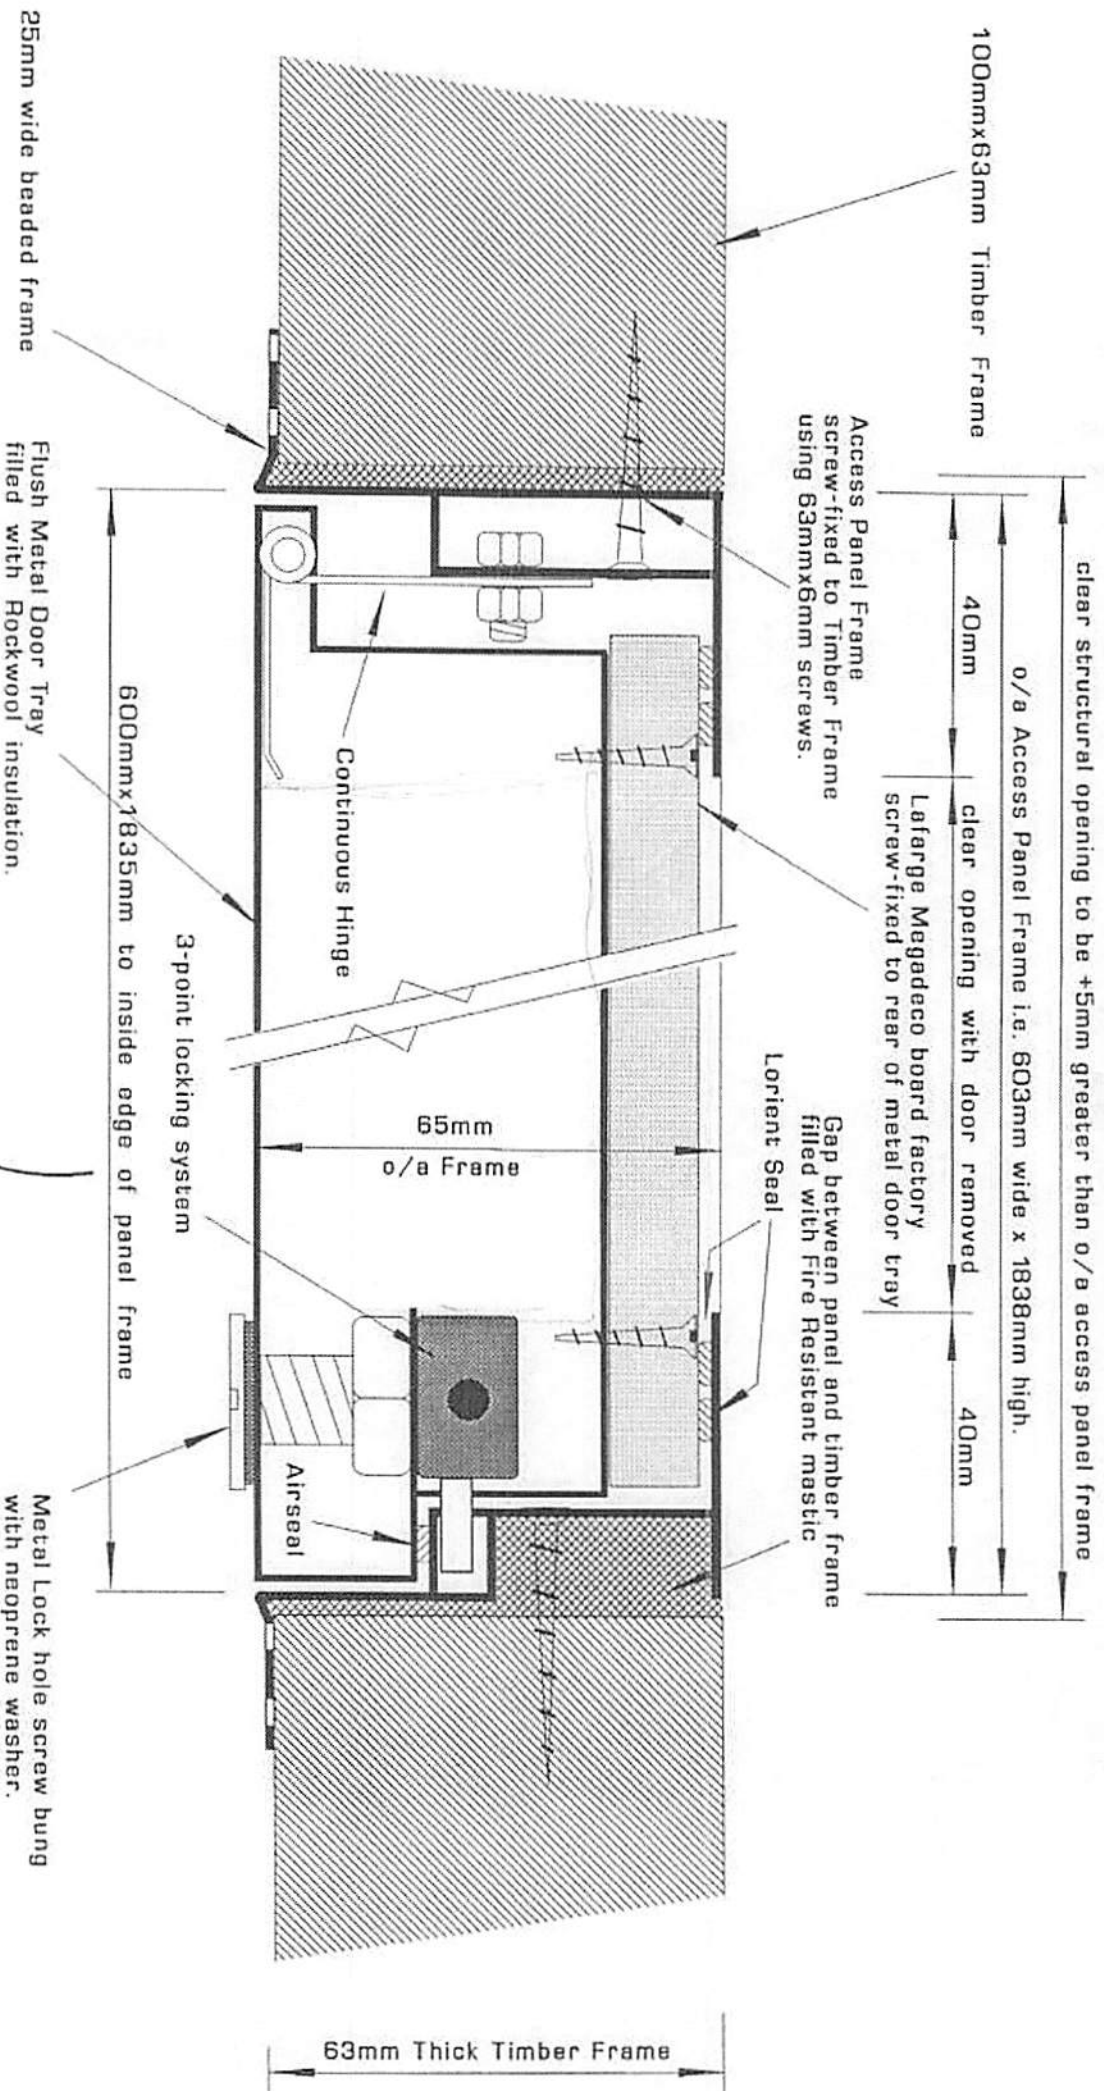 clear structural opening to be +5mm greater than o/a access panel frame
o/a Access Panel Frame i.e. 603mm wide x 1838mm high.
100mmx63mm Timber Frame
40mm
clear opening with door removed
40mm
Lafarge Megadeco board factory
screw-fixed to rear of metal door tray
Access Panel Frame
screw-fixed to Timber Frame
using 63mmx6mm screws.
Gap between panel and timber frame
filled with Fire Resistant mastic
Lorient Seal
65mm
o/a Frame
Continuous Hinge
Airseal
3-point locking system
600mmx1835mm to inside edge of panel frame
25mm wide beaded frame
Flush Metal Door Tray
filled with Rockwool insulation.
Metal Lock hole screw bung
with neoprene washer.
63mm Thick Timber Frame